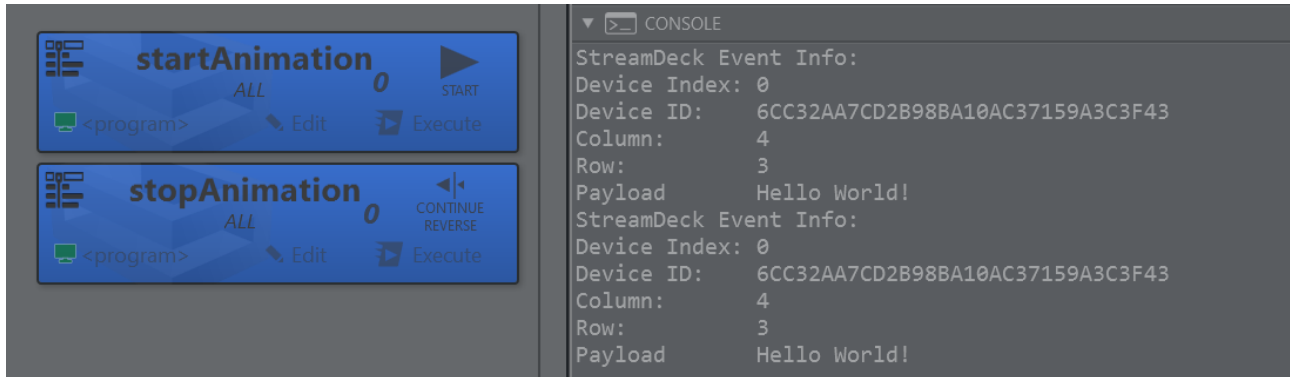 startAnimation
ALL
0
START
<program>
Edit
Execute
stopAnimation
ALL
0
CONTINUE
REVERSE
<program>
Edit
Execute
CONSOLE
StreamDeck Event Info:
Device Index: 0
Device ID: 6CC32AA7CD2B98BA10AC37159A3C3F43
Column: 4
Row: 3
Payload Hello World!
StreamDeck Event Info:
Device Index: 0
Device ID: 6CC32AA7CD2B98BA10AC37159A3C3F43
Column: 4
Row: 3
Payload Hello World!